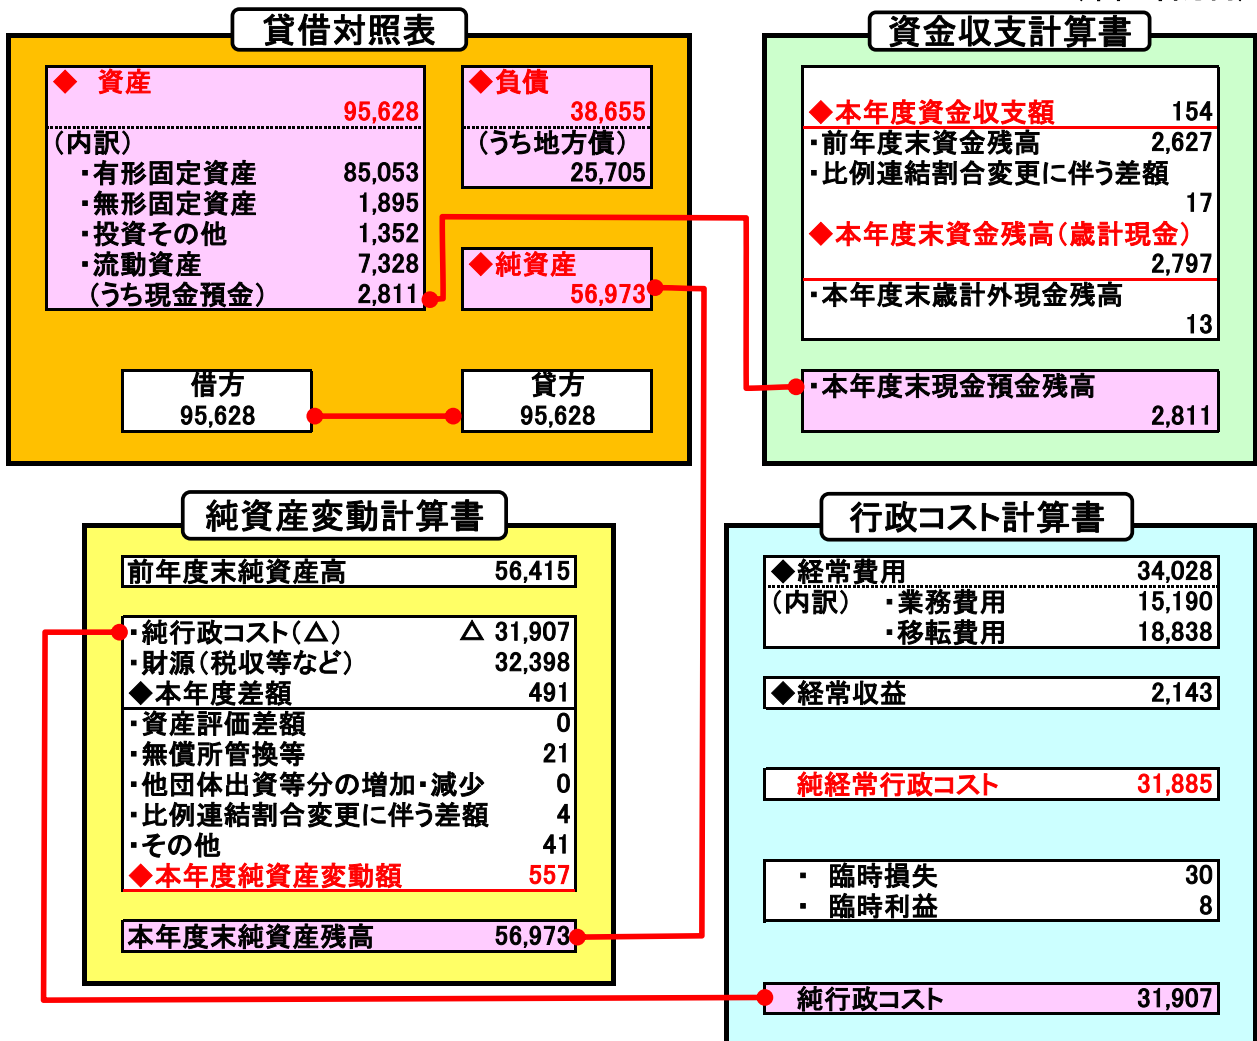 貸借対照表
◆ 資産
95,628
(内訳)
・有形固定資産 85,053
・無形固定資産 1,895
・投資その他 1,352
・流動資産 7,328
(うち現金預金) 2,811
◆負債
38,655
(うち地方債)
25,705
◆純資産
56,973
借方
95,628
貸方
95,628
資金収支計算書
◆本年度資金収支額 154
・前年度末資金残高 2,627
・比例連結割合変更に伴う差額
17
◆本年度末資金残高(歳計現金)
2,797
・本年度末歳計外現金残高
13
・本年度末現金預金残高
2,811
純資産変動計算書
前年度末純資産高 56,415
・純行政コスト(△) △ 31,907
・財源(税収等など) 32,398
◆本年度差額 491
・資産評価差額 0
・無償所管換等 21
・他団体出資等分の増加・減少 0
・比例連結割合変更に伴う差額 4
・その他 41
◆本年度純資産変動額 557
本年度末純資産残高 56,973
行政コスト計算書
◆経常費用 34,028
(内訳) ・業務費用 15,190
・移転費用 18,838
◆経常収益 2,143
純経常行政コスト 31,885
・ 臨時損失 30
・ 臨時利益 8
純行政コスト 31,907